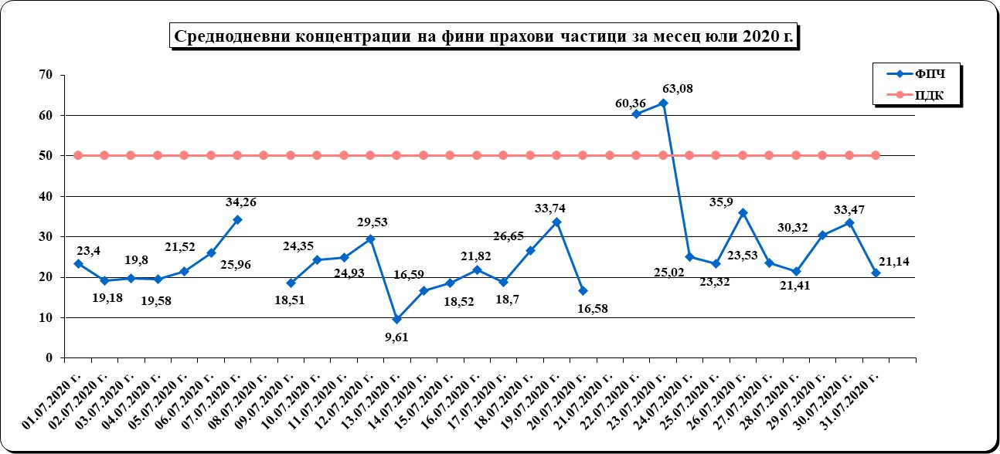 Среднодневни концентрации на фини прахови частици за месец юли 2020 г.
ФПЧ
ПДК
70
60
50
40
30
20
10
0
23,4
19,18
19,8
19,58
21,52
25,96
34,26
18,51
24,35
24,93
29,53
9,61
16,59
18,52
21,82
18,7
26,65
33,74
16,58
60,36
63,08
25,02
23,32
35,9
23,53
21,41
30,32
33,47
21,14
01.07.2020 г.
02.07.2020 г.
03.07.2020 г.
04.07.2020 г.
05.07.2020 г.
06.07.2020 г.
07.07.2020 г.
08.07.2020 г.
09.07.2020 г.
10.07.2020 г.
11.07.2020 г.
12.07.2020 г.
13.07.2020 г.
14.07.2020 г.
15.07.2020 г.
16.07.2020 г.
17.07.2020 г.
18.07.2020 г.
19.07.2020 г.
20.07.2020 г.
21.07.2020 г.
22.07.2020 г.
23.07.2020 г.
24.07.2020 г.
25.07.2020 г.
26.07.2020 г.
27.07.2020 г.
28.07.2020 г.
29.07.2020 г.
30.07.2020 г.
31.07.2020 г.